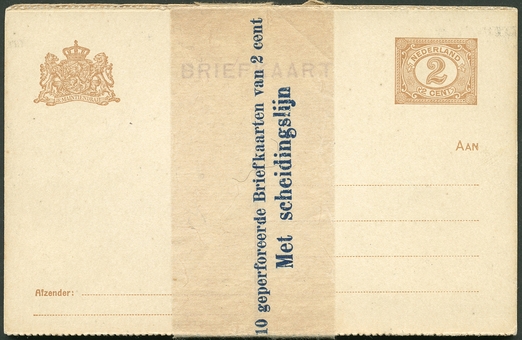 BRIEFKAART
NEDERLAND
2
2 CENT
AAN
Afzender:
10 geperforeerde Briefkaarten van 2 cent
Met scheidingslijn